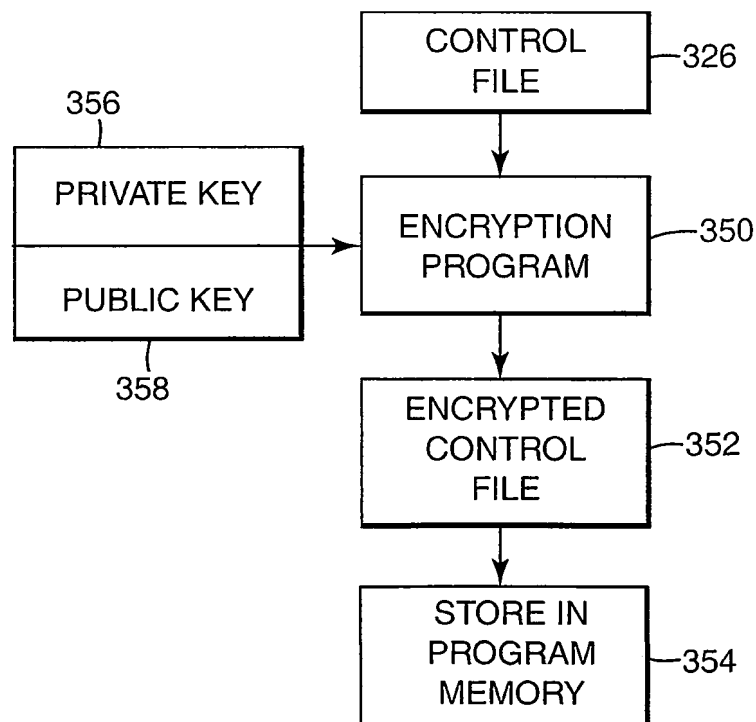 CONTROL
FILE
326
356
PRIVATE KEY
PUBLIC KEY
358
ENCRYPTION
PROGRAM
350
ENCRYPTED
CONTROL
FILE
352
STORE IN
PROGRAM
MEMORY
354